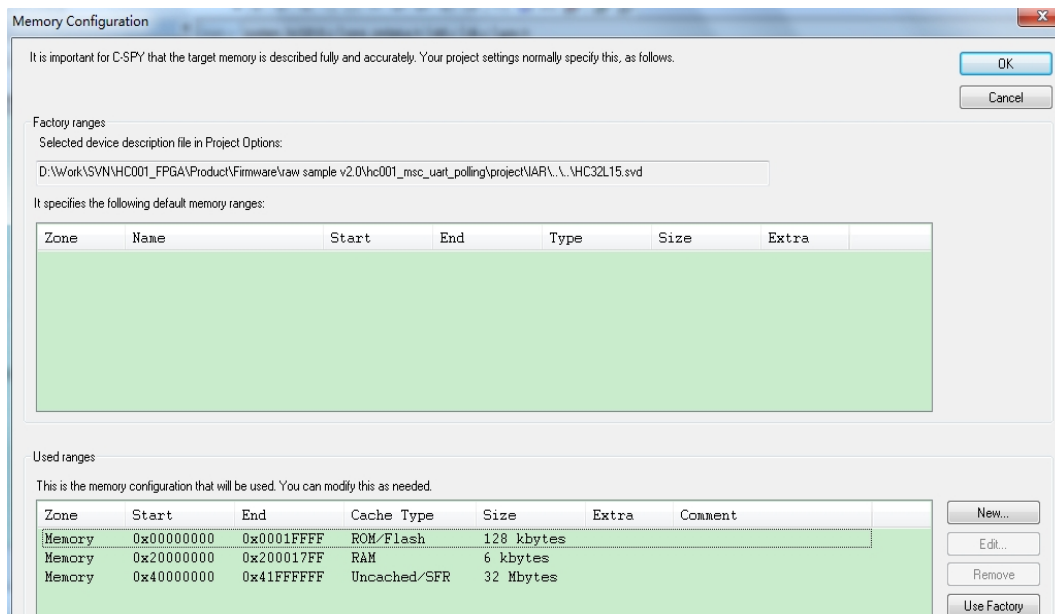 Memory Configuration
It is important for C-SPY that the target memory is described fully and accurately. Your project settings normally specify this, as follows.
OK
Cancel
Factory ranges
Selected device description file in Project Options:
D:\Work\SVN\HC001_FPGA\Product\Firmware\raw sample v2.0\hc001_msc_uart_polling\project\IAR\..\..\HC32L15.svd
It specifies the following default memory ranges:
Zone Name Start End Type Size Extra
Used ranges
This is the memory configuration that will be used. You can modify this as needed.
Zone Start End Cache Type Size Extra Comment
Memory 0x00000000 0x0001FFFF ROM/Flash 128 kbytes
Memory 0x20000000 0x200017FF RAM 6 kbytes
Memory 0x40000000 0x41FFFFFF Uncached/SFR 32 Mbytes
New...
Edit...
Remove
Use Factory